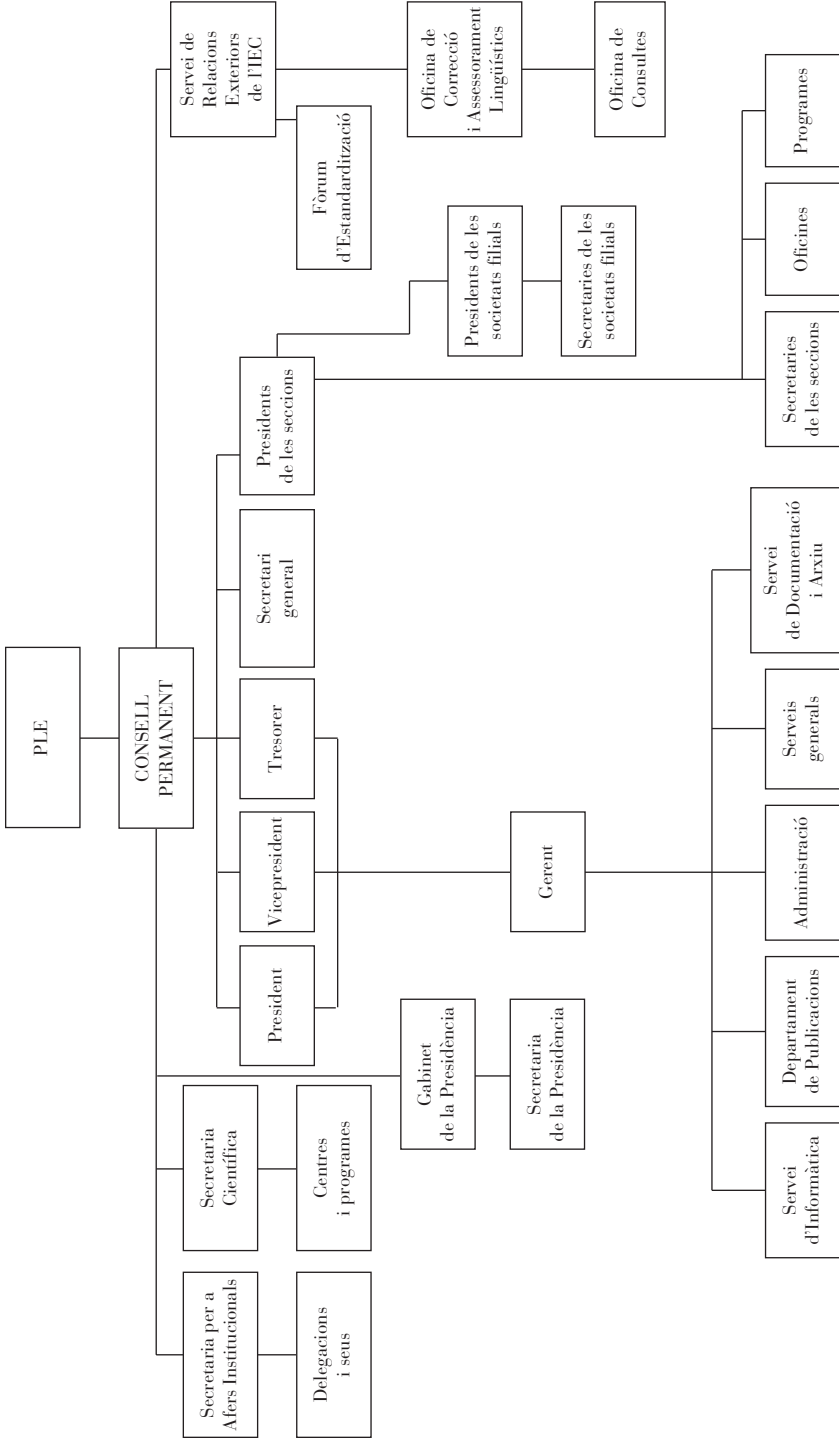 PLE
CONSELL
PERMANENT
Secretaria per a
Afers Institucionals
Delegacions
i seus
Secretaria
Científica
Centres
i programes
Gabinet
de la Presidència
Secretaria
de la Presidència
President
Vicepresident
Tresorer
Secretari
general
Presidents
de les seccions
Servei de
Relacions
Exteriors
de l’IEC
Fòrum
d’Estandardització
Oficina de
Correcció
i Assessorament
Lingüístics
Oficina de
Consultes
Presidents de les
societats filials
Secretaries de les
societats filials
Gerent
Servei
d’Informàtica
Departament
de Publicacions
Administració
Serveis
generals
Servei
de Documentació
i Arxiu
Secretaries
de les seccions
Oficines
Programes